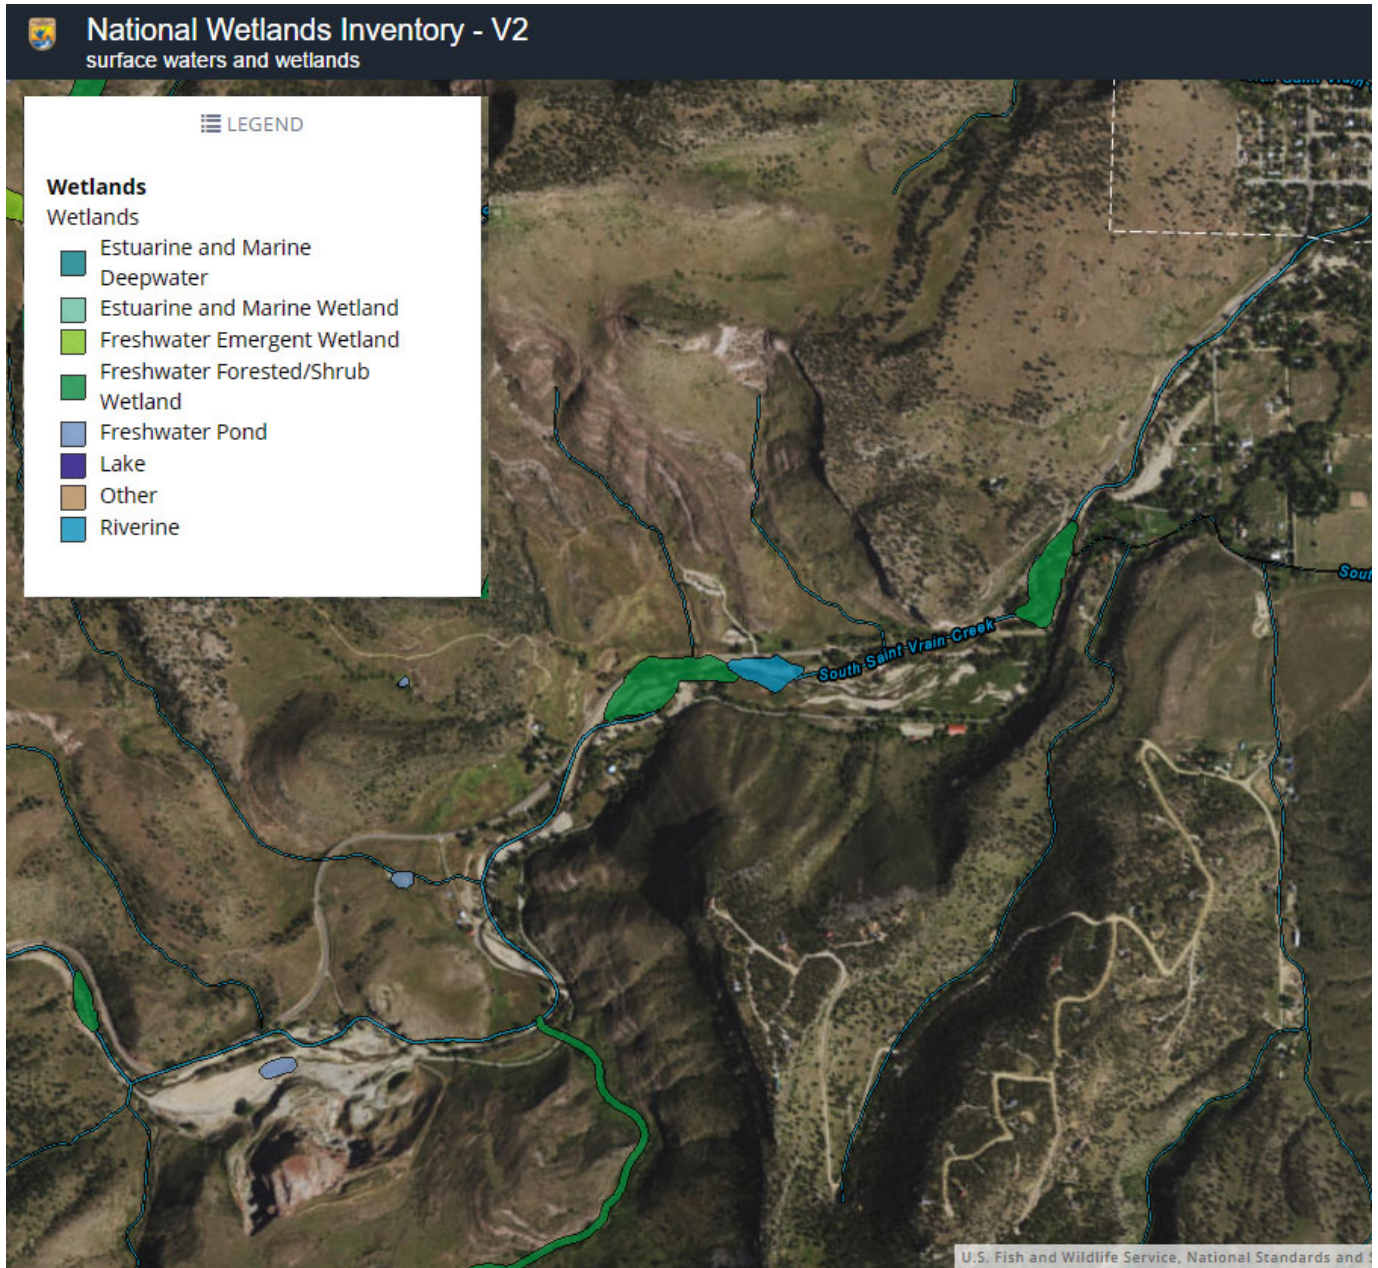 National Wetlands Inventory - V2
surface waters and wetlands
LEGEND
Wetlands
Wetlands
Estuarine and Marine
Deepwater
Estuarine and Marine Wetland
Freshwater Emergent Wetland
Freshwater Forested/Shrub
Wetland
Freshwater Pond
Lake
Other
Riverine
South Saint Vrain Creek
Sout
U.S. Fish and Wildlife Service, National Standards and S